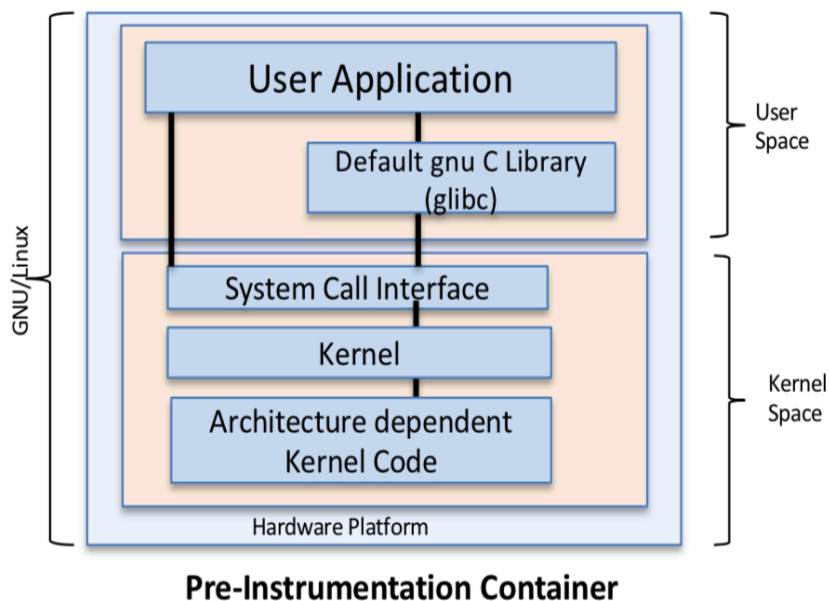 User Application
Default gnu C Library
(glibc)
User
Space
GNU/Linux
System Call Interface
Kernel
Architecture dependent
Kernel Code
Kernel
Space
Hardware Platform
Pre-Instrumentation Container